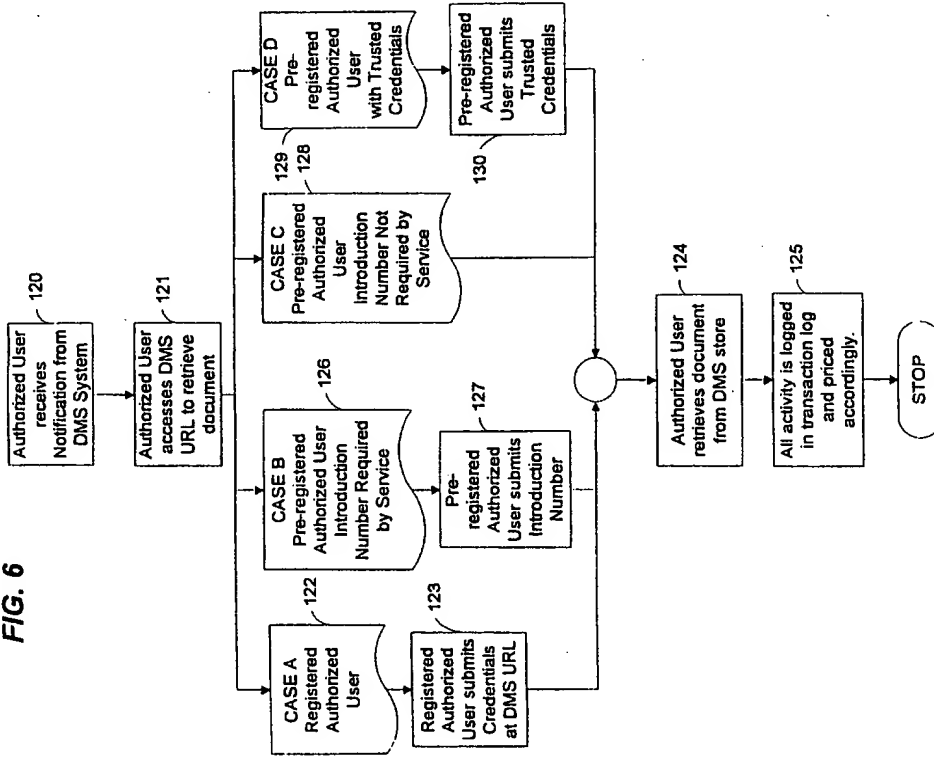 FIG. 6
120
Authorized User
receives
Notification from
DMS System
121
Authorized User
accesses DMS
URL to retrieve
document
122
CASE A
Registered
Authorized
User
123
Registered
Authorized
User submits
Credentials
at DMS URL
126
CASE B
Pre-registered
Authorized User
Introduction
Number Required
by Service
127
Pre-
registered
Authorized
User submits
Introduction
Number
128
CASE C
Pre-registered
Authorized
User
Introduction
Number Not
Required by
Service
129
CASE D
Pre-
registered
Authorized
User
with Trusted
Credentials
130
Pre-registered
Authorized
User submits
Trusted
Credentials
124
Authorized User
retrieves document
from DMS store
125
All activity is logged
in transaction log
and priced
accordingly.
STOP